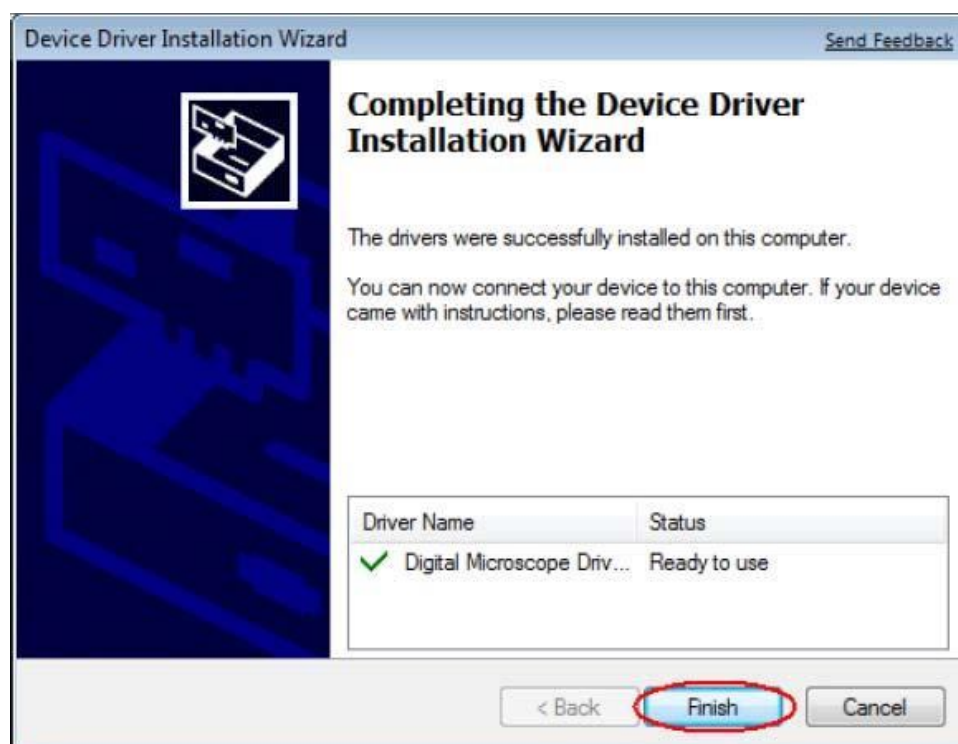 Device Driver Installation Wizard
Send Feedback
Completing the Device Driver
Installation Wizard
The drivers were successfully installed on this computer.
You can now connect your device to this computer. If your device
came with instructions, please read them first.
Driver Name Status
Digital Microscope Driv... Ready to use
< Back Finish Cancel